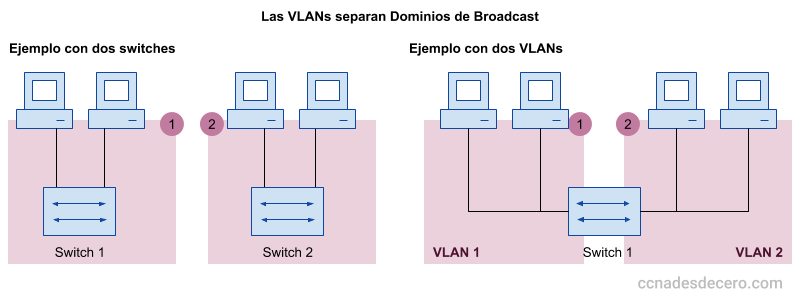 Las VLANs separan Dominios de Broadcast
Ejemplo con dos switches
Ejemplo con dos VLANs
1
2
1
2
Switch 1
Switch 2
VLAN 1
Switch 1
VLAN 2
ccnadesdecero.com